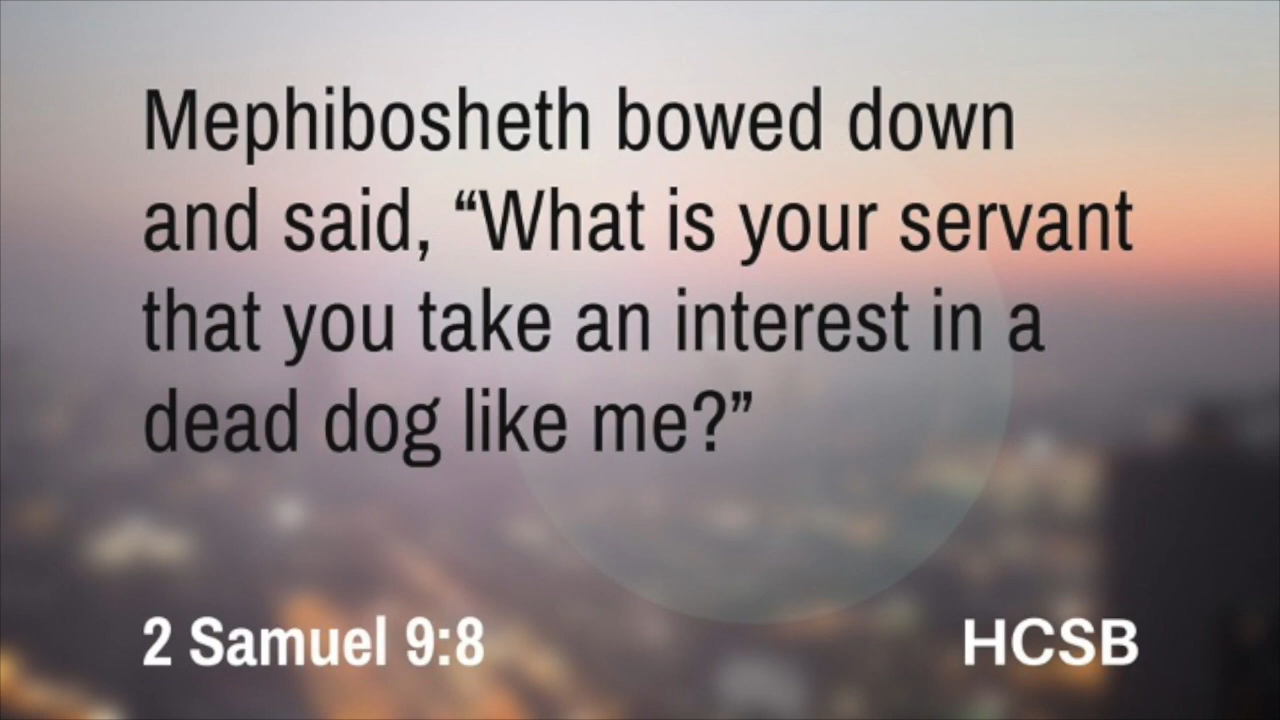 Mephibosheth bowed down
and said, “What is your servant
that you take an interest in a
dead dog like me?”
2 Samuel 9:8
HCSB